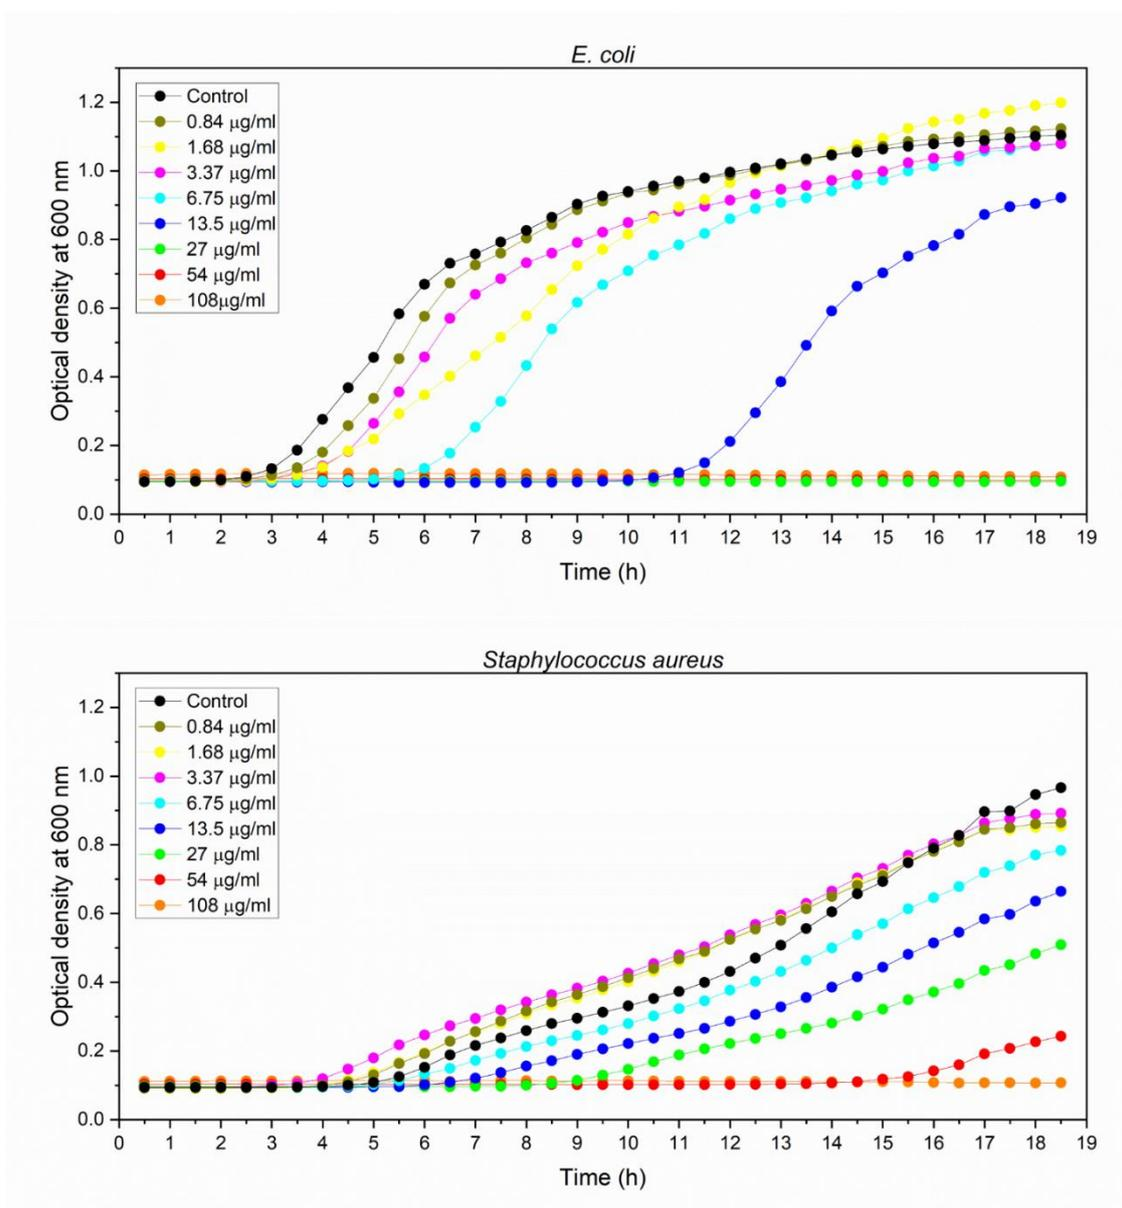 E. coli
Control
0.84 μg/ml
1.68 μg/ml
3.37 μg/ml
6.75 μg/ml
13.5 μg/ml
27 μg/ml
54 μg/ml
108μg/ml
Optical density at 600 nm
1.2
1.0
0.8
0.6
0.4
0.2
0.0
0 1 2 3 4 5 6 7 8 9 10 11 12 13 14 15 16 17 18 19
Time (h)
Staphylococcus aureus
Control
0.84 μg/ml
1.68 μg/ml
3.37 μg/ml
6.75 μg/ml
13.5 μg/ml
27 μg/ml
54 μg/ml
108 μg/ml
Optical density at 600 nm
1.2
1.0
0.8
0.6
0.4
0.2
0.0
0 1 2 3 4 5 6 7 8 9 10 11 12 13 14 15 16 17 18 19
Time (h)